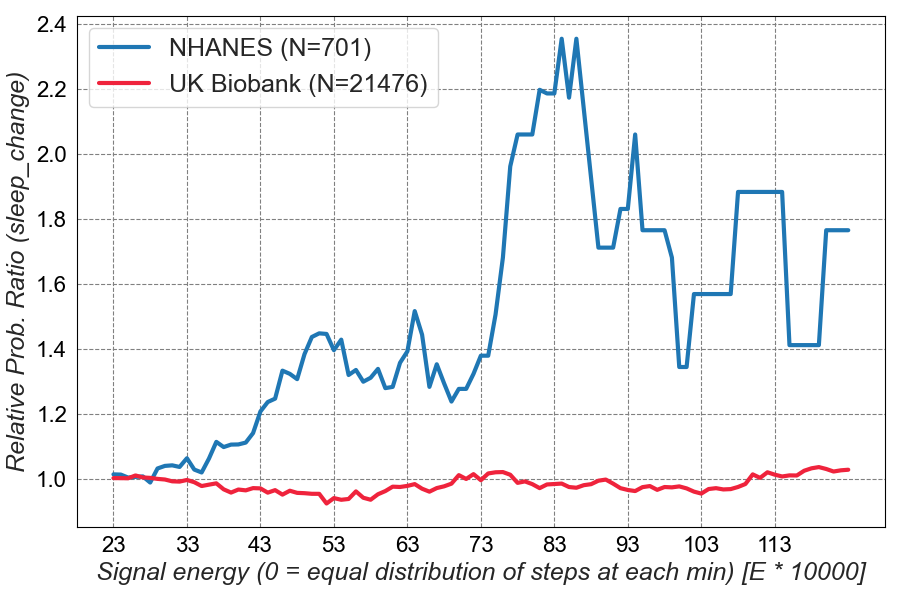 2.4
2.2
2.0
1.8
1.6
1.4
1.2
1.0
Relative Prob. Ratio (sleep_change)
NHANES (N=701)
UK Biobank (N=21476)
23 33 43 53 63 73 83 93 103 113
Signal energy (0 = equal distribution of steps at each min) [E * 10000]